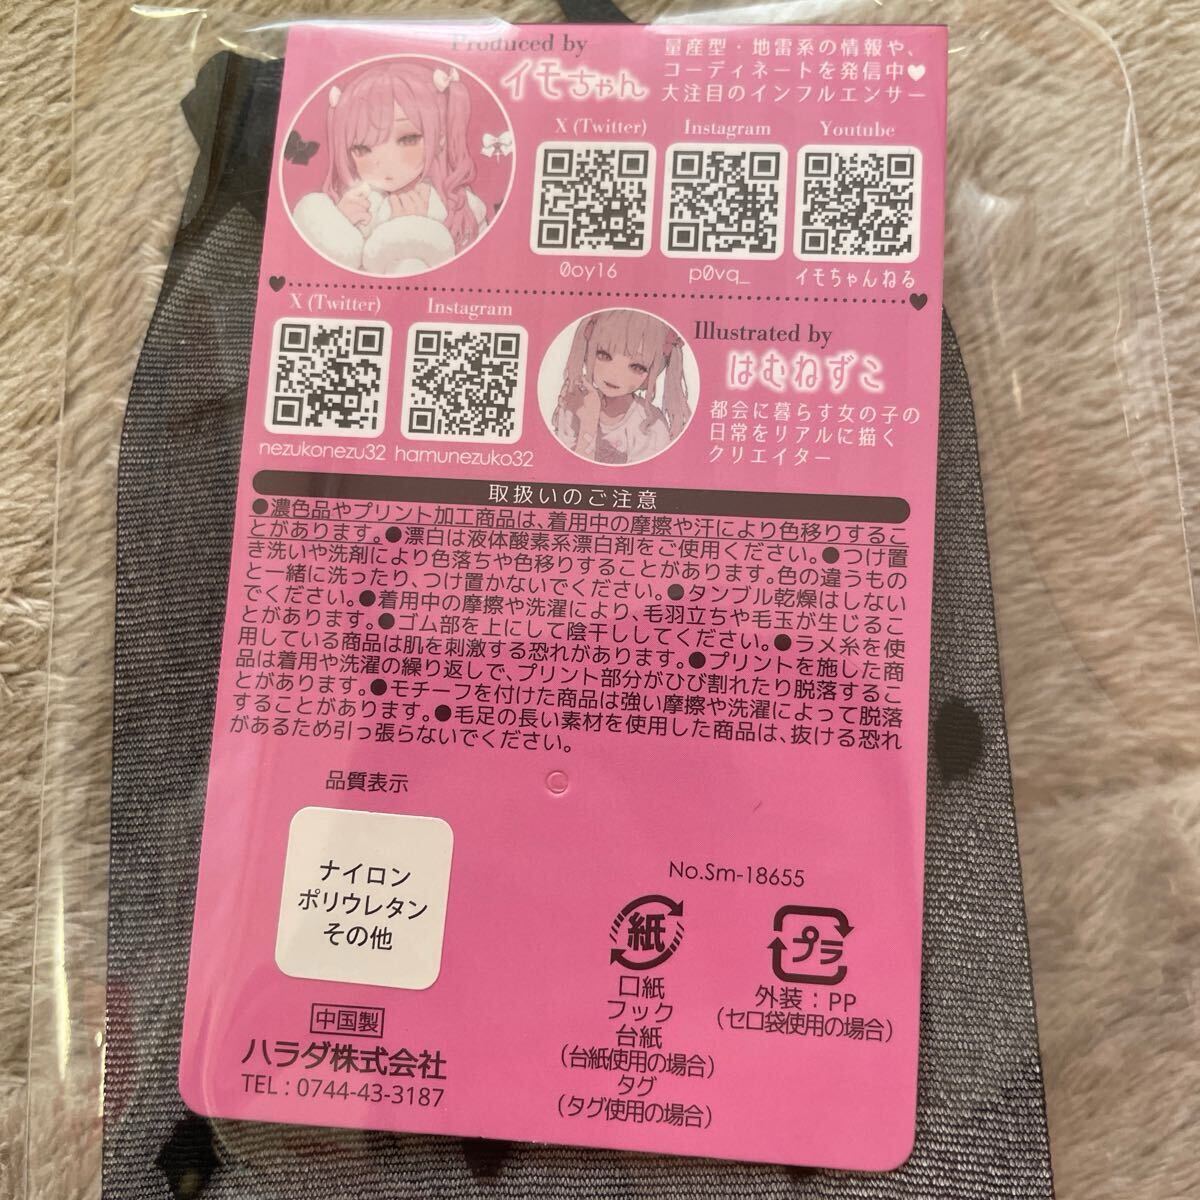 Produced by
イモちゃん
量産型・地雷系の情報や、
コーディネートを発信中♥
大注目のインフルエンサー
X (Twitter)
Instagram
Youtube
0oy16
p0vq_
イモちゃんねる
X (Twitter)
Instagram
nezukonezu32
hamunezuko32
Illustrated by
はむねずこ
都会に暮らす女の子の
日常をリアルに描く
クリエイター
取扱いのご注意
●濃色品やプリント加工商品は、着用中の摩擦や汗により色移りするこ
とがあります。●漂白は液体酸素系漂白剤をご使用ください。●つけ置
き洗いや洗剤により色落ちや色移りすることがあります。色の違うもの
と一緒に洗ったり、つけ置かないでください。●タンブル乾燥はしない
でください。●着用中の摩擦や洗濯により、毛羽立ちや毛玉が生じるこ
とがあります。●ゴム部を上にして陰干ししてください。●ラメ糸を使
用している商品は肌を刺激する恐れがあります。●プリントを施した商
品は着用や洗濯の繰り返しで、プリント部分がひび割れたり脱落するこ
とがあります。●モチーフを付けた商品は強い摩擦や洗濯によって脱落
することがあります。●毛足の長い素材を使用した商品は、抜ける恐れ
があるため引っ張らないでください。
品質表示
ナイロン
ポリウレタン
その他
中国製
ハラダ株式会社
TEL : 0744-43-3187
No.Sm-18655
紙
口紙
フック
台紙
(台紙使用の場合)
タグ
(タグ使用の場合)
プラ
外装 : PP
(セロ袋使用の場合)